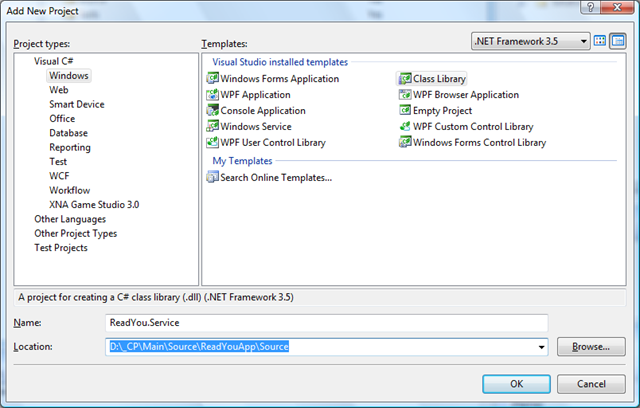 Add New Project
Project types:
Templates:
.NET Framework 3.5
Visual C#
Windows
Web
Smart Device
Office
Database
Reporting
Test
WCF
Workflow
XNA Game Studio 3.0
Other Languages
Other Project Types
Test Projects
Visual Studio installed templates
Windows Forms Application
Class Library
WPF Application
WPF Browser Application
Console Application
Empty Project
Windows Service
WPF Custom Control Library
WPF User Control Library
Windows Forms Control Library
My Templates
Search Online Templates...
A project for creating a C# class library (.dll) (.NET Framework 3.5)
Name:
ReadYou.Service
Location:
D:\_CP\Main\Source\ReadYouApp\Source
Browse...
OK
Cancel